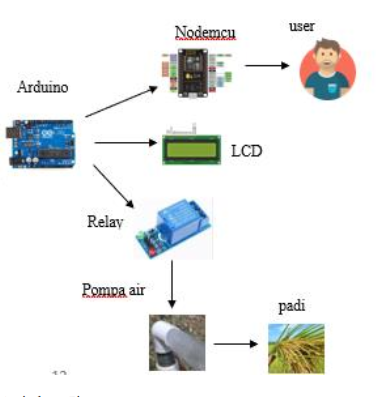 Nodemcu
user
Arduino
LCD
Relay
Pompa air
padi